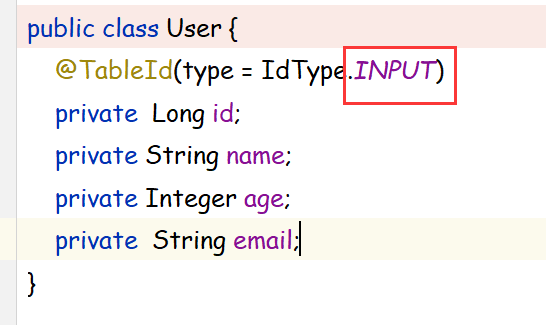 public class User {
@TableId(type = IdType.INPUT)
private  Long id;
private String name;
private Integer age;
private  String email;
}